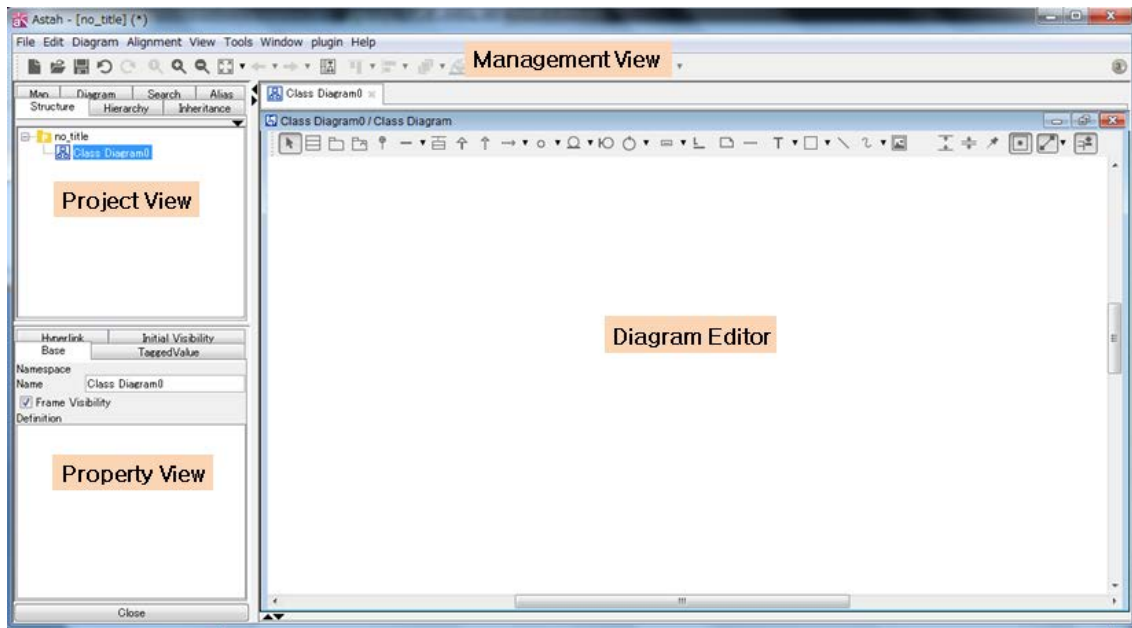 Astah - [no_title] (*)
File Edit Diagram Alignment View Tools Window plugin Help
Management View
Map Diagram Search Alias
Structure Hierarchy Inheritance
no_title
Class Diagram0
Project View
Hyperlink Initial Visibility
Base TaggedValue
Namespace
Name Class Diagram0
Frame Visibility
Definition
Property View
Close
Class Diagram0
Class Diagram0 / Class Diagram
T
Diagram Editor